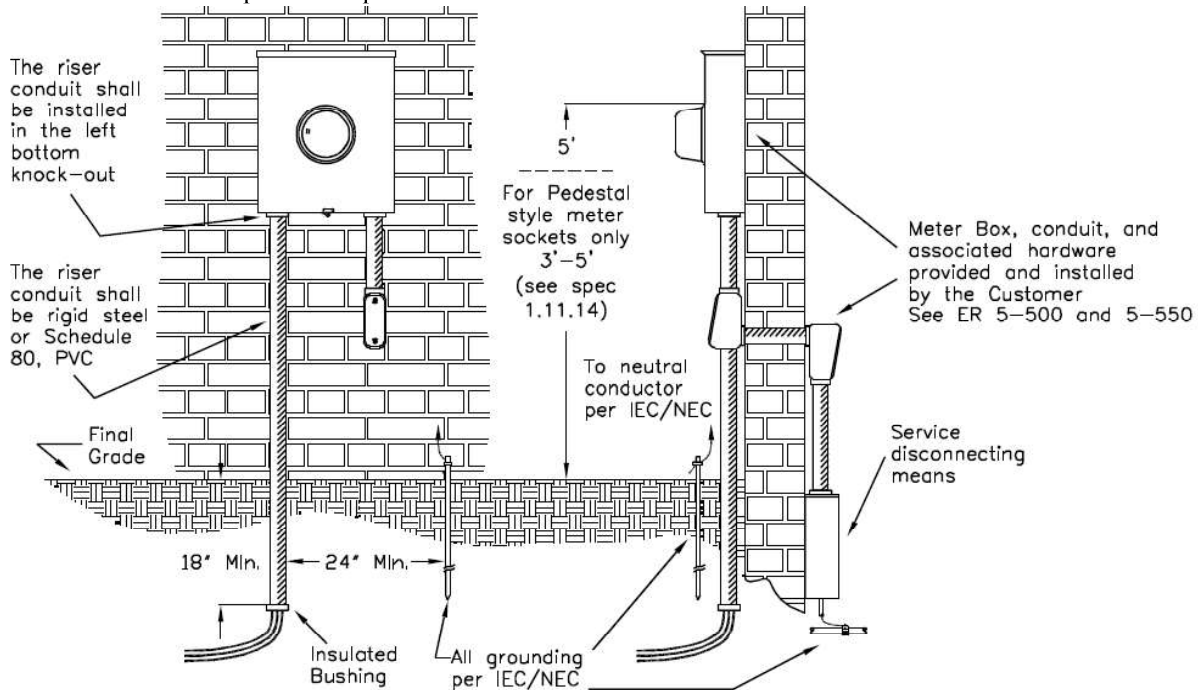 The riser
conduit shall
be installed
in the left
bottom
knock-out
The riser
conduit shall
be rigid steel
or Schedule
80, PVC
Final
Grade
18" Min.
24" Min.
Insulated
Bushing
All grounding
per IEC/NEC
5'
For Pedestal
style meter
sockets only
3'-5'
(see spec
1.11.14)
To neutral
conductor
per IEC/NEC
Meter Box, conduit, and
associated hardware
provided and installed
by the Customer
See ER 5-500 and 5-550
Service
disconnecting
means